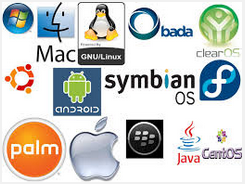 bada
clearOS
Mac
Powered By
GNU/Linux
ANDROID
symbian
OS
palm
Java
CentOS